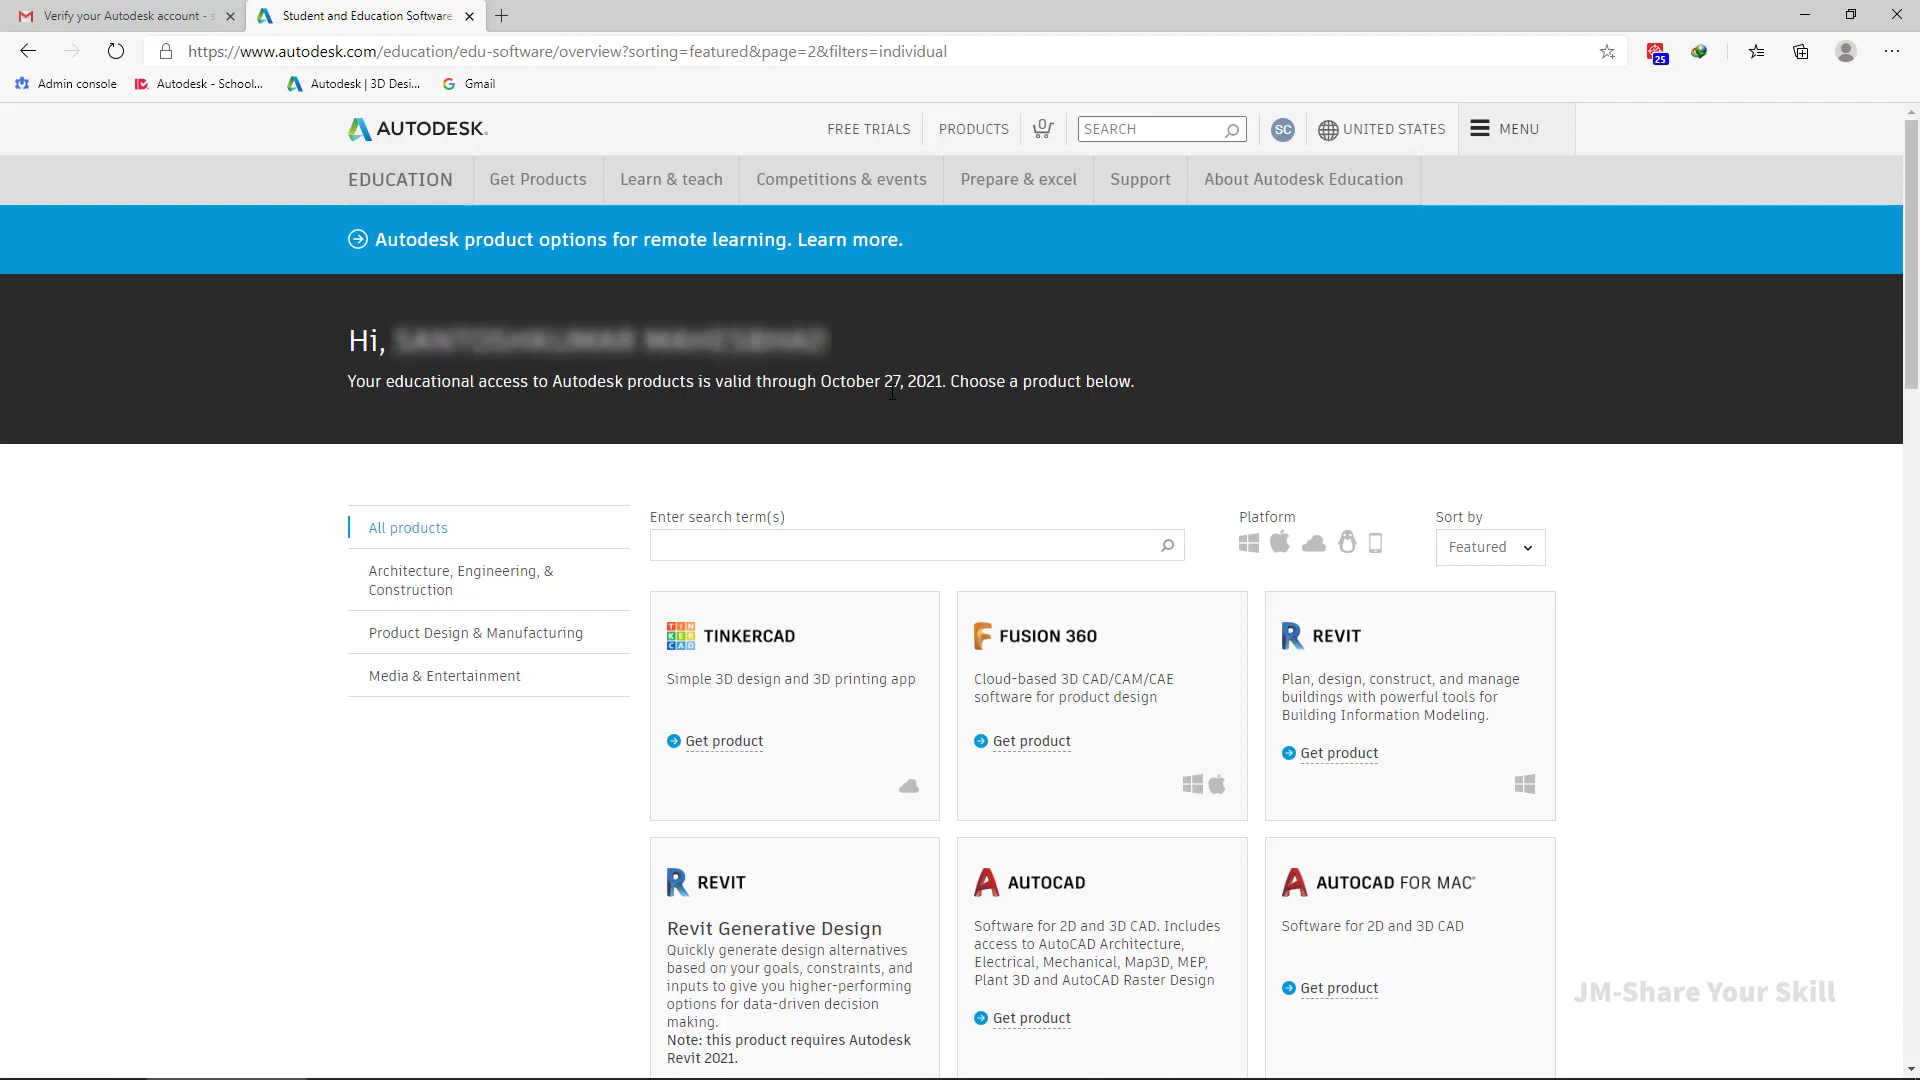 Verify your Autodesk account - s
Student and Education Software
https://www.autodesk.com/education/edu-software/overview?sorting=featured&page=2&filters=individual
25
Admin console
Autodesk - School...
Autodesk | 3D Desi...
Gmail
AUTODESK.
FREE TRIALS
PRODUCTS
0
SEARCH
SC
UNITED STATES
MENU
EDUCATION
Get Products
Learn & teach
Competitions & events
Prepare & excel
Support
About Autodesk Education
Autodesk product options for remote learning. Learn more.
Hi,
Your educational access to Autodesk products is valid through October 27, 2021. Choose a product below.
All products
Architecture, Engineering, &
Construction
Product Design & Manufacturing
Media & Entertainment
Enter search term(s)
Platform
Sort by
Featured
TIN
KER
CAD
TINKERCAD
Simple 3D design and 3D printing app
Get product
FUSION 360
Cloud-based 3D CAD/CAM/CAE
software for product design
Get product
REVIT
Plan, design, construct, and manage
buildings with powerful tools for
Building Information Modeling.
Get product
REVIT
Revit Generative Design
Quickly generate design alternatives
based on your goals, constraints, and
inputs to give you higher-performing
options for data-driven decision
making.
Note: this product requires Autodesk
Revit 2021.
AUTOCAD
Software for 2D and 3D CAD. Includes
access to AutoCAD Architecture,
Electrical, Mechanical, Map3D, MEP,
Plant 3D and AutoCAD Raster Design
Get product
AUTOCAD FOR MAC®
Software for 2D and 3D CAD
Get product
JM-Share Your Skill